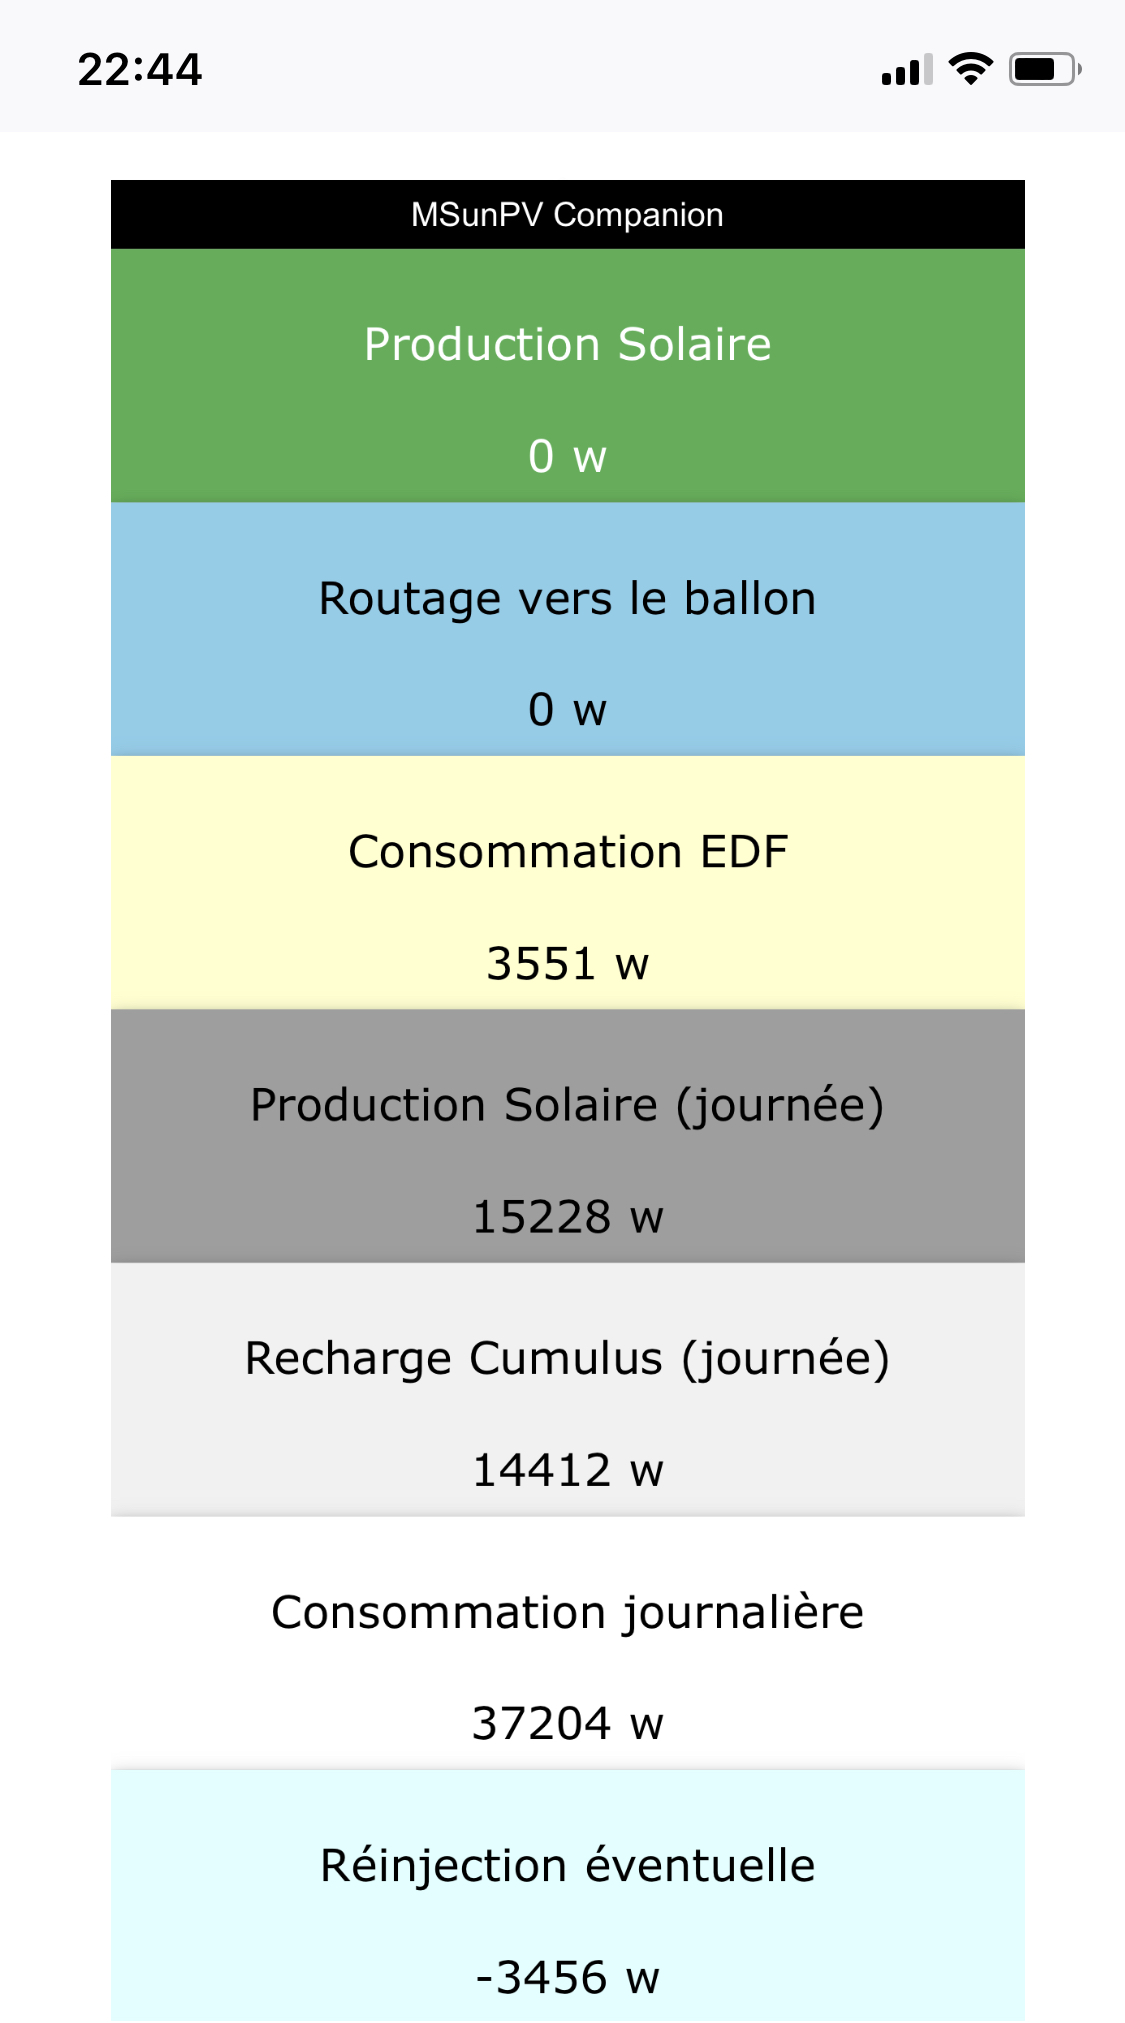 22:44
MSunPV Companion
Production Solaire
0 w
Routage vers le ballon
0 w
Consommation EDF
3551 w
Production Solaire (journée)
15228 w
Recharge Cumulus (journée)
14412 w
Consommation journalière
37204 w
Réinjection éventuelle
-3456 w